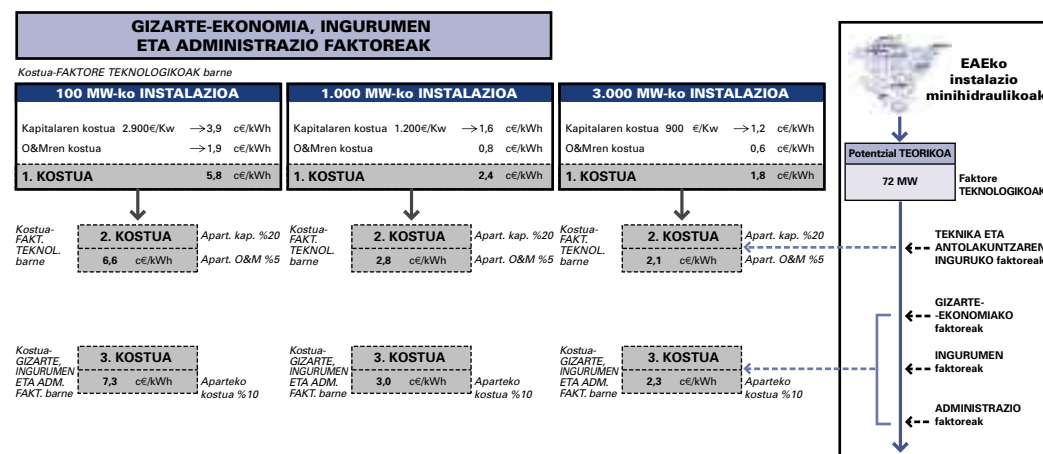 GIZARTE-EKONOMIA, INGURUMEN
ETA ADMINISTRAZIO FAKTOREAK
Kostua-FAKTORE TEKNOLOGIKOAK barne
100 MW-ko INSTALAZIOA
Kapitalaren kostua 2.900€/Kw →3,9 c€/kWh
O&Mren kostua →1,9 c€/kWh
1. KOSTUA 5,8 c€/kWh
1.000 MW-ko INSTALAZIOA
Kapitalaren kostua 1.200€/Kw →1,6 c€/kWh
O&Mren kostua 0,8 c€/kWh
1. KOSTUA 2,4 c€/kWh
3.000 MW-ko INSTALAZIOA
Kapitalaren kostua 900 €/Kw →1,2 c€/kWh
O&Mren kostua 0,6 c€/kWh
1. KOSTUA 1,8 c€/kWh
Kostua-
FAKT.
TEKNOL.
barne
2. KOSTUA
6,6 c€/kWh
Apart. kap. %20
Apart. O&M %5
Kostua-
FAKT.
TEKNOL.
barne
2. KOSTUA
2,8 c€/kWh
Apart. kap. %20
Apart. O&M %5
Kostua-
FAKT.
TEKNOL.
barne
2. KOSTUA
2,1 c€/kWh
Apart. kap. %20
Apart. O&M %5
Kostua-
GIZARTE,
INGURUMEN
ETA ADM.
FAKT. barne
3. KOSTUA
7,3 c€/kWh
Aparteko
kostua %10
Kostua-
GIZARTE,
INGURUMEN
ETA ADM.
FAKT. barne
3. KOSTUA
3,0 c€/kWh
Aparteko
kostua %10
Kostua-
GIZARTE,
INGURUMEN
ETA ADM.
FAKT. barne
3. KOSTUA
2,3 c€/kWh
Aparteko
kostua %10
EAEko
instalazio
minihidraulikoak
Potentzial TEORIKOA
72 MW
Faktore
TEKNOLOGIKOAK
TEKNIKA ETA
ANTOLAKUNTZAREN
INGURUKO faktoreak
GIZARTE-
-EKONOMIAKO
faktoreak
INGURUMEN
faktoreak
ADMINISTRAZIO
faktoreak